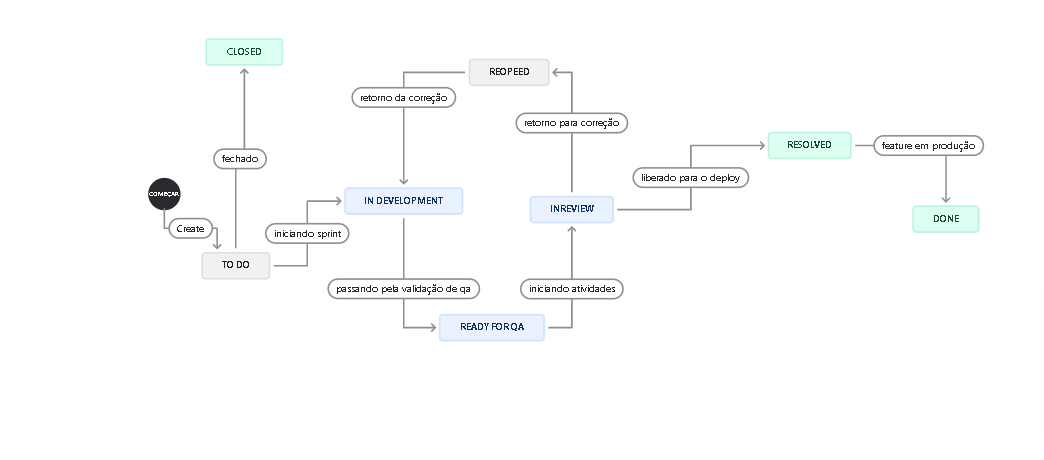 CLOSED
REOPEED
retorno da correção
retorno para correção
RESOLVED
feature em produção
fechado
liberado para o deploy
COMEÇAR
IN DEVELOPMENT
INREVIEW
DONE
Create
iniciando sprint
TO DO
passando pela validação de qa
iniciando atividades
READY FOR QA